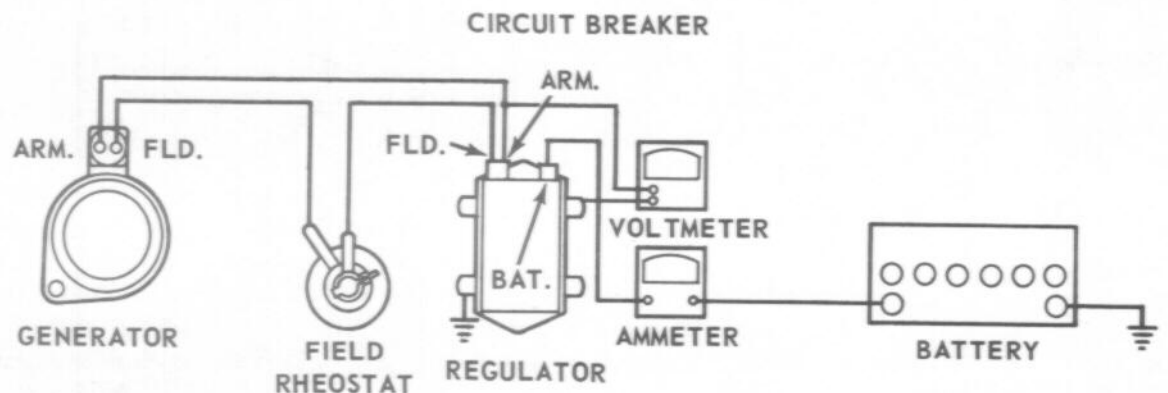 CIRCUIT BREAKER
ARM.
ARM.
FLD.
FLD.
BAT.
VOLTMETER
GENERATOR
FIELD
RHEOSTAT
REGULATOR
AMMETER
BATTERY